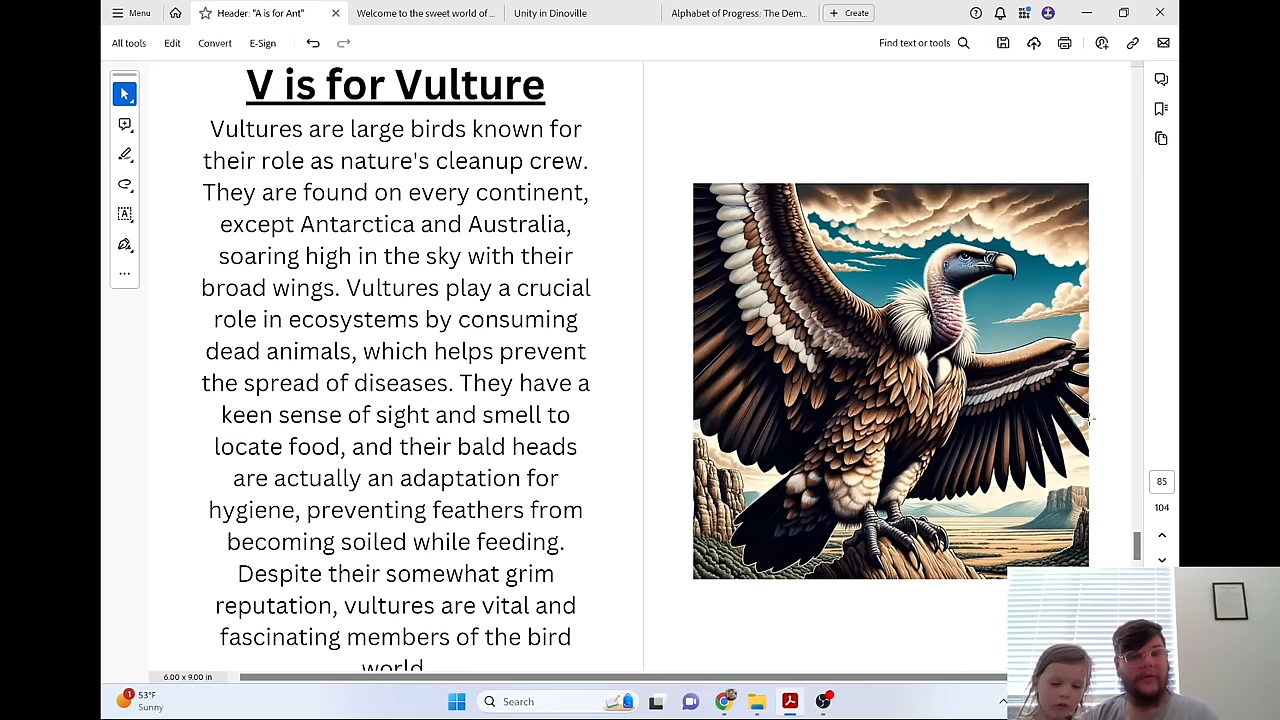 Menu
Header: "A is for Ant"
Welcome to the sweet world of ...
Unity in Unoville
Alphabet of Progress: The Dem...
Create
All tools
Edit
Convert
E-Sign
Find text or tools
V is for Vulture
Vultures are large birds known for
their role as nature's cleanup crew.
They are found on every continent,
except Antarctica and Australia,
soaring high in the sky with their
broad wings. Vultures play a crucial
role in ecosystems by consuming
dead animals, which helps prevent
the spread of diseases. They have a
keen sense of sight and smell to
locate food, and their bald heads
are actually an adaptation for
hygiene, preventing feathers from
becoming soiled while feeding.
Despite their somewhat grim
reputation, vultures are vital and
fascinating members of the bird
world.
85
104
6.00 x 9.00 in
1
53°F
Sunny
Search